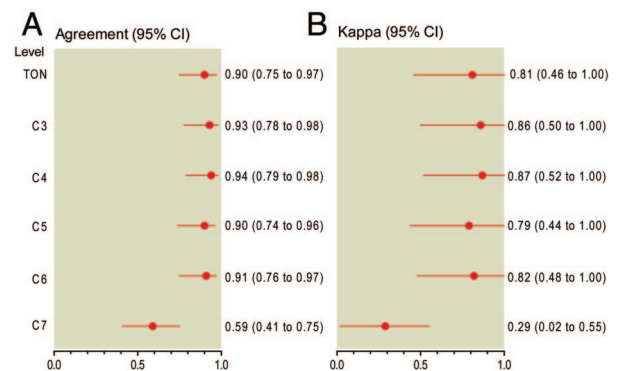 A Agreement (95% CI) B Kappa (95% CI)
Level
TON 0.90 (0.75 to 0.97) 0.81 (0.46 to 1.00)
C3 0.93 (0.78 to 0.98) 0.86 (0.50 to 1.00)
C4 0.94 (0.79 to 0.98) 0.87 (0.52 to 1.00)
C5 0.90 (0.74 to 0.96) 0.79 (0.44 to 1.00)
C6 0.91 (0.76 to 0.97) 0.82 (0.48 to 1.00)
C7 0.59 (0.41 to 0.75) 0.29 (0.02 to 0.55)
0.0 0.5 1.0 0.0 0.5 1.0